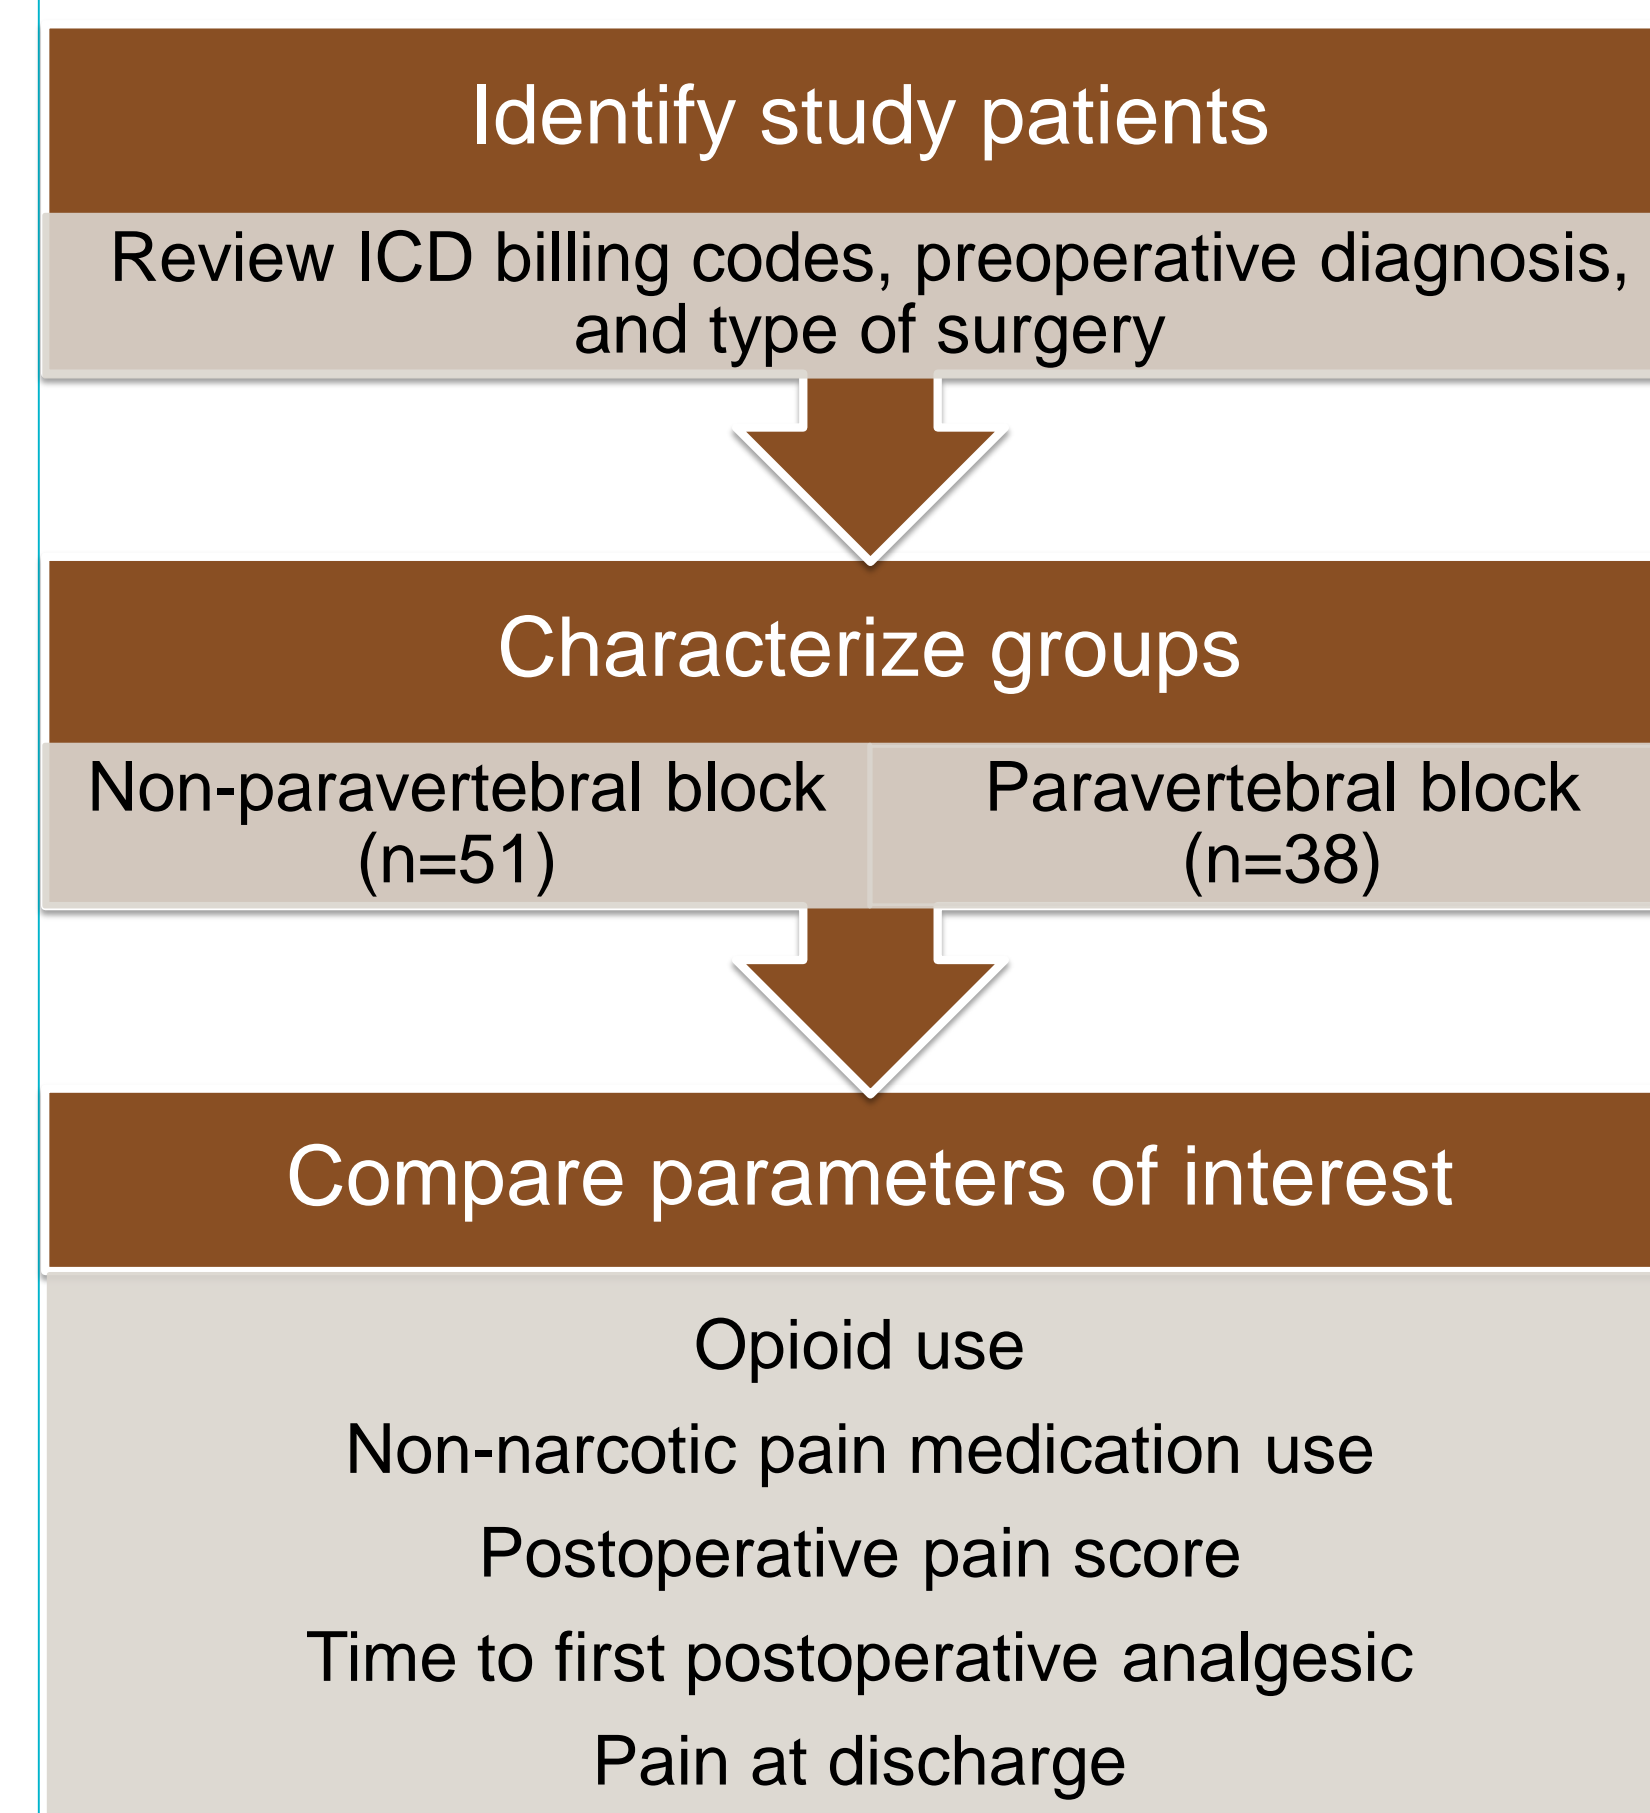 Identify study patients
Review ICD billing codes, preoperative diagnosis,
and type of surgery
Characterize groups
Non-paravertebral block
(n=51)
Paravertebral block
(n=38)
Compare parameters of interest
Opioid use
Non-narcotic pain medication use
Postoperative pain score
Time to first postoperative analgesic
Pain at discharge